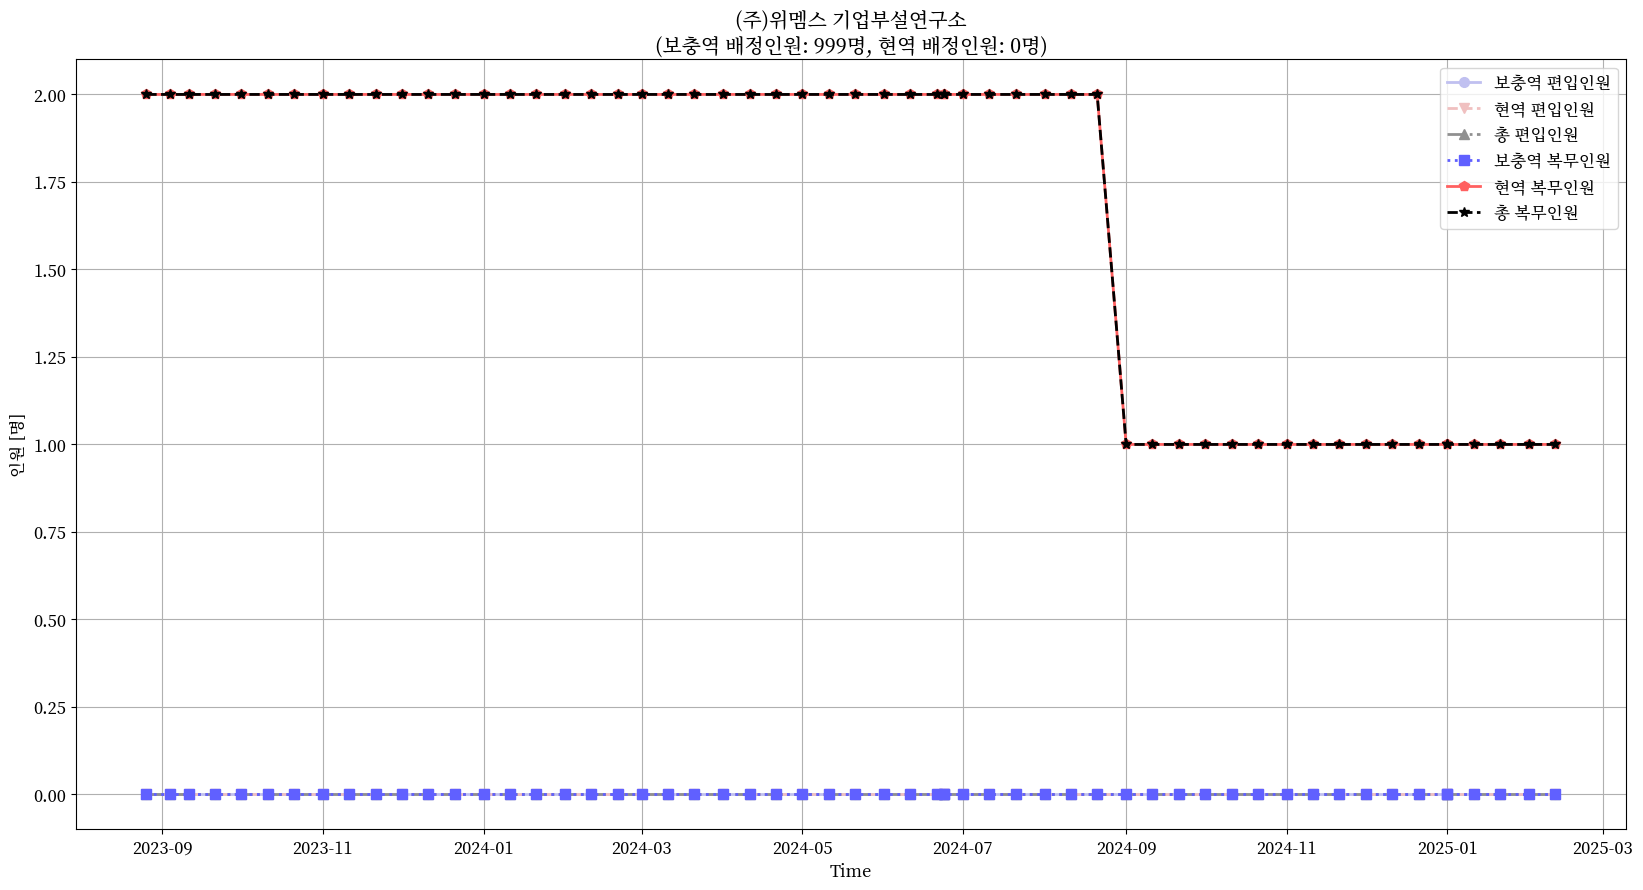 (주)위멤스 기업부설연구소
(보충역 배정인원: 999명, 현역 배정인원: 0명)
보충역 편입인원
현역 편입인원
총 편입인원
보충역 복무인원
현역 복무인원
총 복무인원
2.00
1.75
1.50
1.25
1.00
0.75
0.50
0.25
0.00
인원 [명]
2023-09 2023-11 2024-01 2024-03 2024-05 2024-07 2024-09 2024-11 2025-01 2025-03
Time